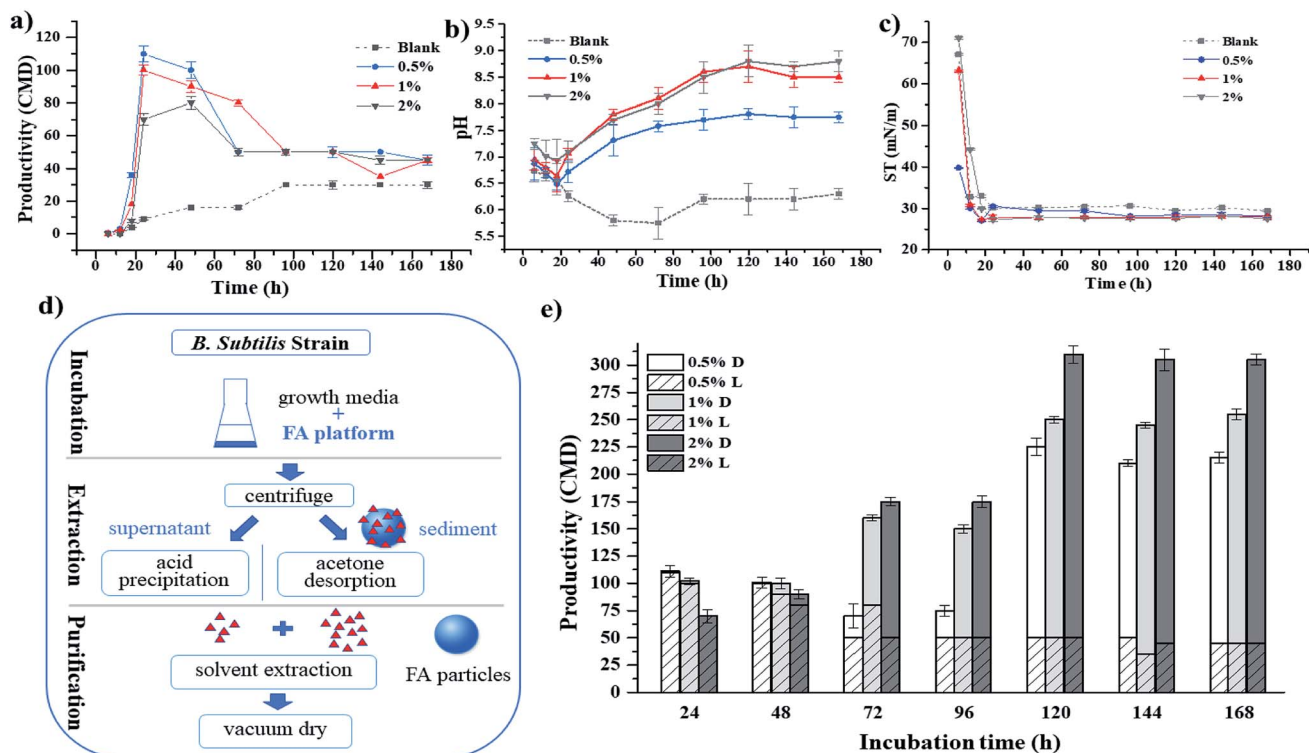 a)
Productivity (CMD)
120
100
80
60
40
20
0
0 20 40 60 80 100 120 140 160 180
Time (h)
Blank
0.5%
1%
2%
b)
pH
9.5
9.0
8.5
8.0
7.5
7.0
6.5
6.0
5.5
0 20 40 60 80 100 120 140 160 180
Time (h)
Blank
0.5%
1%
2%
c)
ST (mN/m)
70
60
50
40
30
20
0 20 40 60 80 100 120 140 160 180
Time (h)
Blank
0.5%
1%
2%
d)
B. Subtilis Strain
Incubation
growth media
+
FA platform
Extraction
centrifuge
supernatant
sediment
acid
precipitation
acetone
desorption
Purification
solvent extraction
FA particles
vacuum dry
e)
Productivity (CMD)
300
250
225
200
175
150
125
100
75
50
25
0
0.5% D
0.5% L
1% D
1% L
2% D
2% L
24 48 72 96 120 144 168
Incubation time (h)